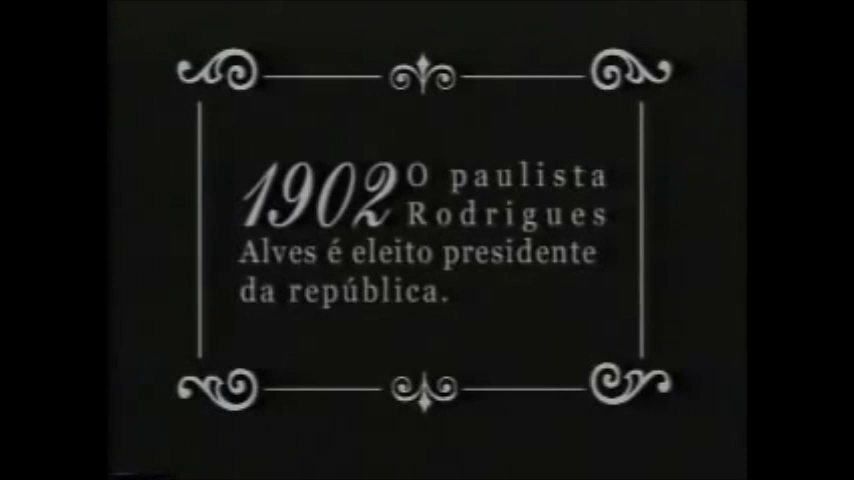 1902 O paulista
Rodrigues
Alves é eleito presidente
da república.